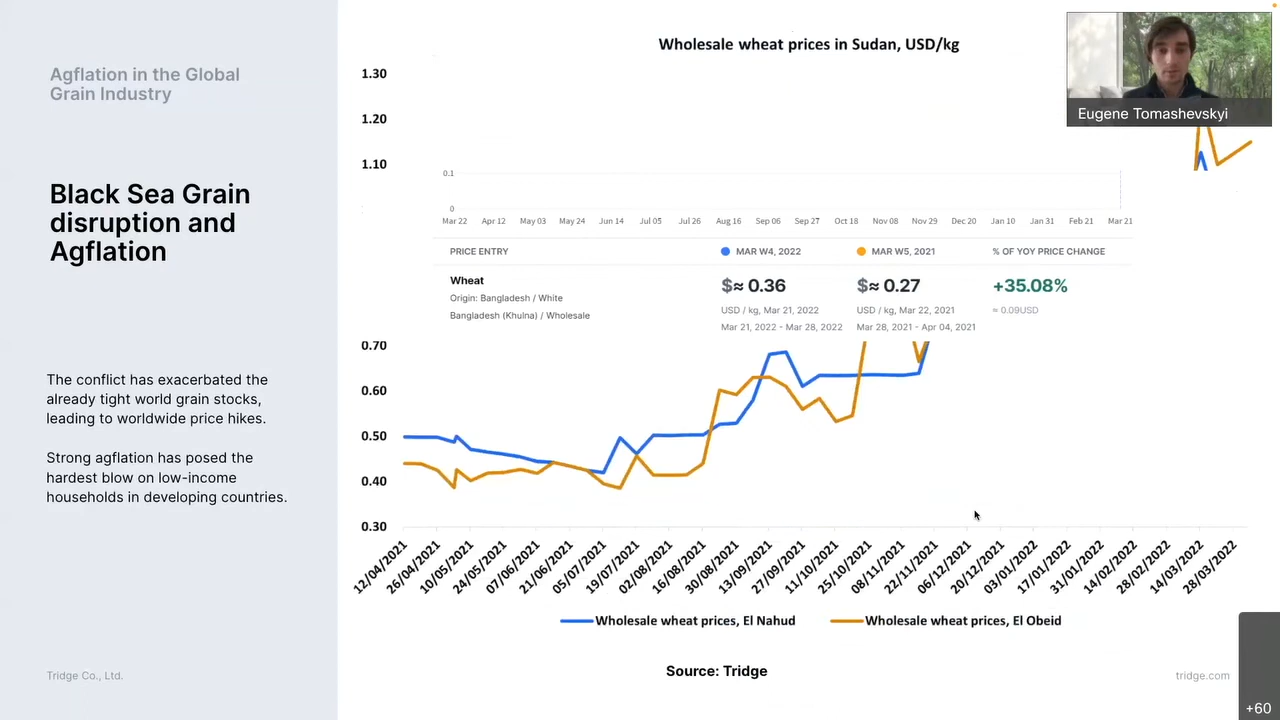 Agflation in the Global
Grain Industry
Black Sea Grain
disruption and
Agflation
The conflict has exacerbated the
already tight world grain stocks,
leading to worldwide price hikes.
Strong agflation has posed the
hardest blow on low-income
households in developing countries.
Tridge Co., Ltd.
Wholesale wheat prices in Sudan, USD/kg
Eugene Tomashevskyi
1.30
1.20
1.10
0.1
0
Mar 22 Apr 12 May 03 May 24 Jun 14 Jul 05 Jul 26 Aug 16 Sep 06 Sep 27 Oct 18 Nov 08 Nov 29 Dec 20 Jan 10 Jan 31 Feb 21 Mar 21
PRICE ENTRY MAR W4, 2022 MAR W5, 2021 % OF YOY PRICE CHANGE
Wheat $≈ 0.36 $≈ 0.27 +35.08%
Origin: Bangladesh / White USD / kg, Mar 21, 2022 USD / kg, Mar 22, 2021 ≈ 0.09USD
Bangladesh (Khulna) / Wholesale Mar 21, 2022 - Mar 28, 2022 Mar 28, 2021 - Apr 04, 2021
0.70
0.60
0.50
0.40
0.30
12/04/2021 26/04/2021 10/05/2021 24/05/2021 07/06/2021 21/06/2021 05/07/2021 19/07/2021 02/08/2021 16/08/2021 30/08/2021 13/09/2021 27/09/2021 11/10/2021 25/10/2021 08/11/2021 22/11/2021 06/12/2021 20/12/2021 03/01/2022 17/01/2022 31/01/2022 14/02/2022 28/02/2022 14/03/2022 28/03/2022
Wholesale wheat prices, El Nahud Wholesale wheat prices, El Obeid
Source: Tridge
tridge.com
+60